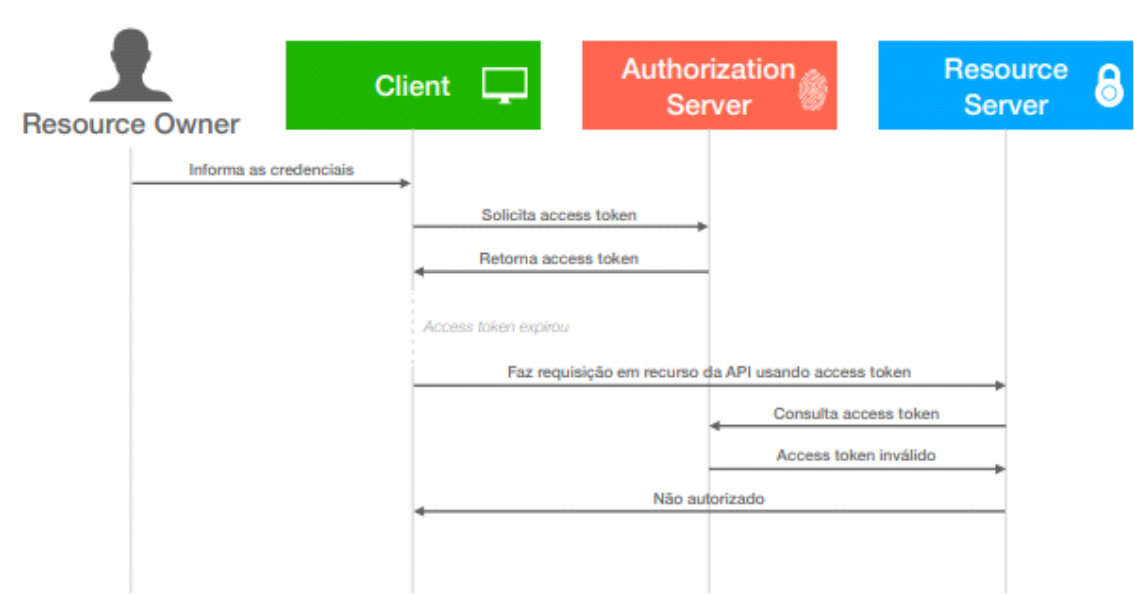 Resource Owner
Client
Authorization
Server
Resource
Server
Informa as credenciais
Solicita access token
Retorna access token
Access token expirou
Faz requisição em recurso da API usando access token
Consulta access token
Access token inválido
Não autorizado